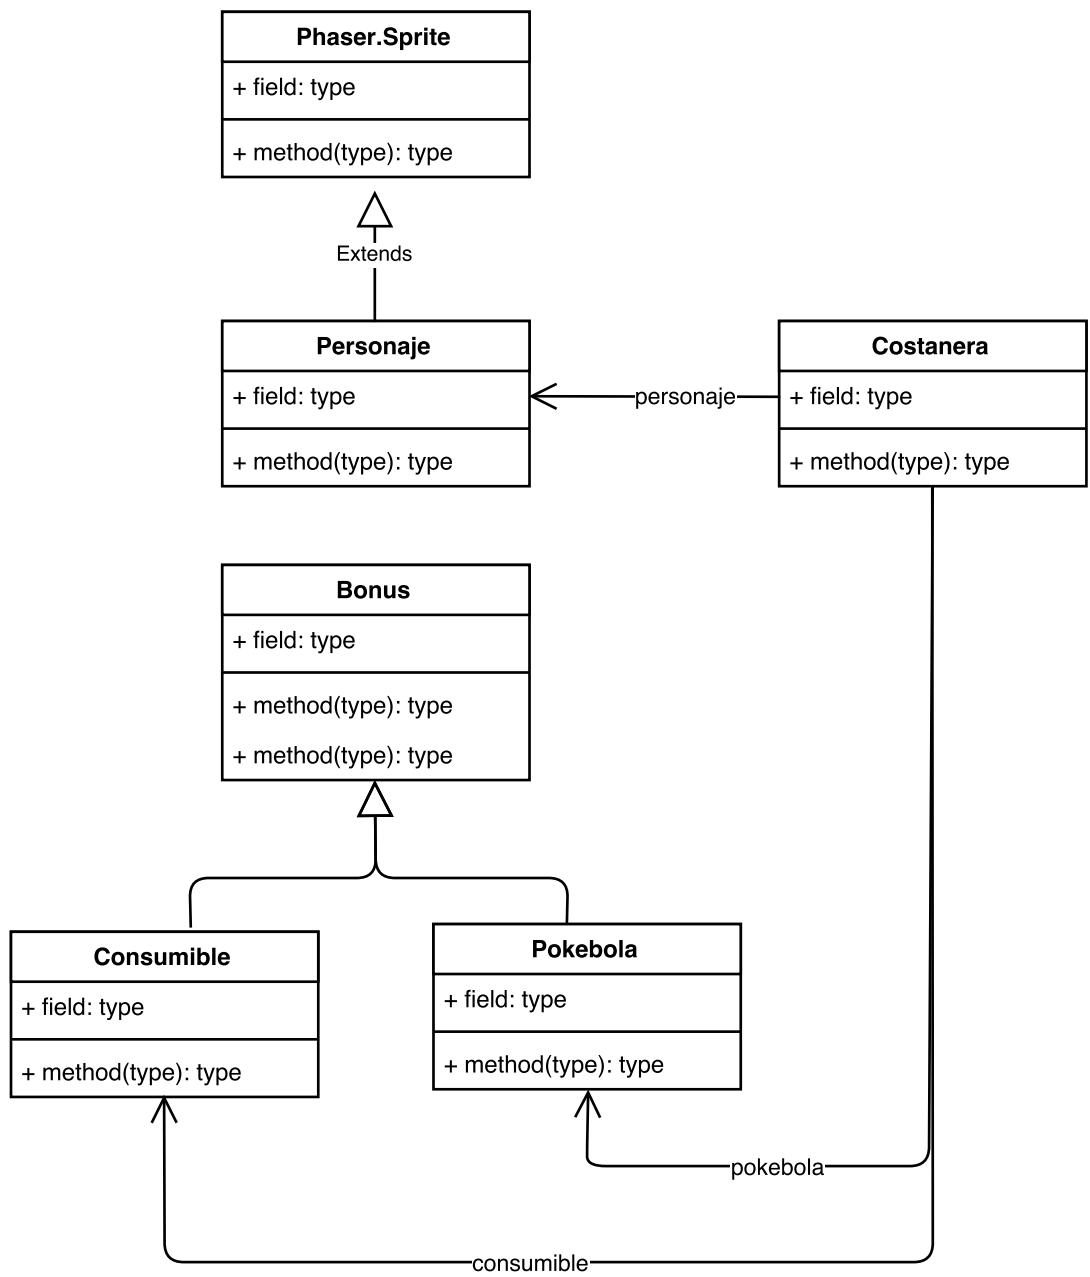 Phaser.Sprite
+ field: type
+ method(type): type
Extends
Personaje
+ field: type
+ method(type): type
personaje
Costanera
+ field: type
+ method(type): type
Bonus
+ field: type
+ method(type): type
+ method(type): type
Consumible
+ field: type
+ method(type): type
Pokebola
+ field: type
+ method(type): type
pokebola
consumible